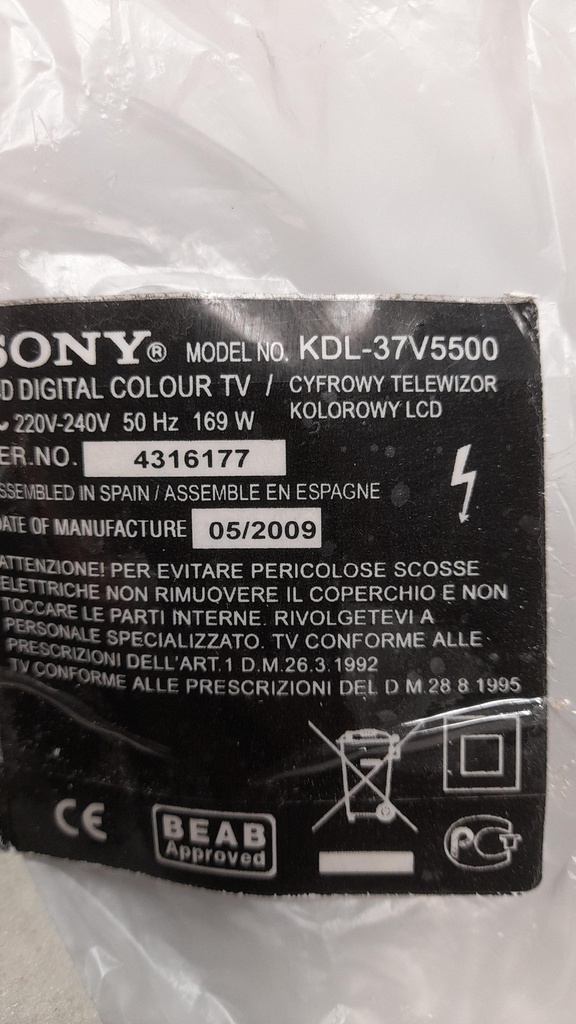 SONY® MODEL NO. KDL-37V5500
D DIGITAL COLOUR TV / CYFROWY TELEWIZOR
KOLOROWY LCD
~ 220V-240V 50 Hz 169 W
ER.NO. 4316177
SSEMBLED IN SPAIN / ASSEMBLE EN ESPAGNE
ATE OF MANUFACTURE 05/2009
ATTENZIONE! PER EVITARE PERICOLOSE SCOSSE
ELETTRICHE NON RIMUOVERE IL COPERCHIO E NON
TOCCARE LE PARTI INTERNE. RIVOLGETEVI A
PERSONALE SPECIALIZZATO. TV CONFORME ALLE
PRESCRIZIONI DELL'ART.1 D.M.26.3.1992
TV CONFORME ALLE PRESCRIZIONI DEL D M.28 8 1995
CE
BEAB
Approved